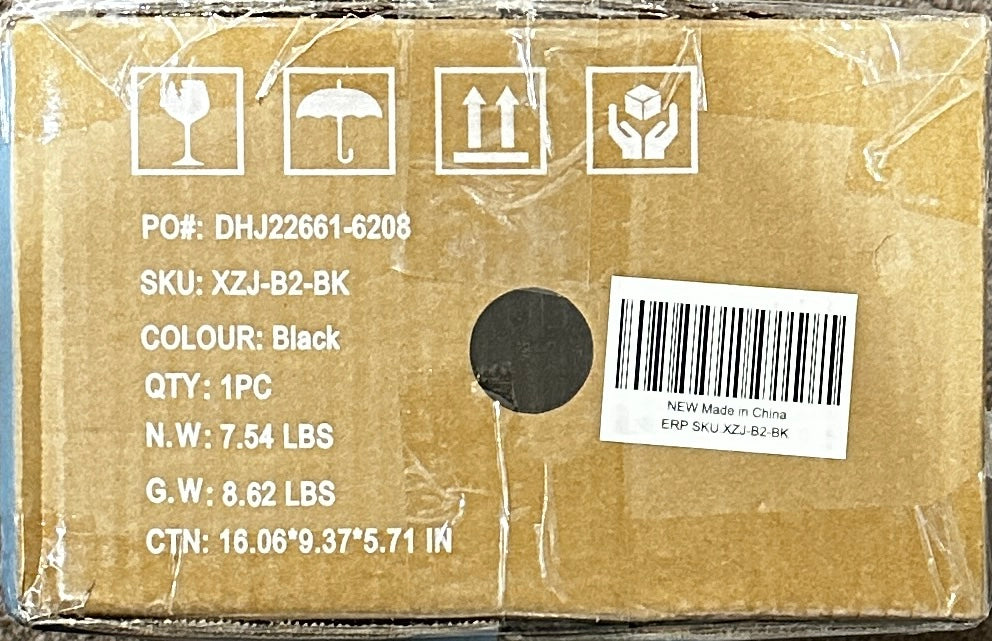 PO#: DHJ22661-6208
SKU: XZJ-B2-BK
COLOUR: Black
QTY: 1PC
N.W: 7.54 LBS
G.W: 8.62 LBS
CTN: 16.06*9.37*5.71 IN
NEW Made in China
ERP SKU XZJ-B2-BK